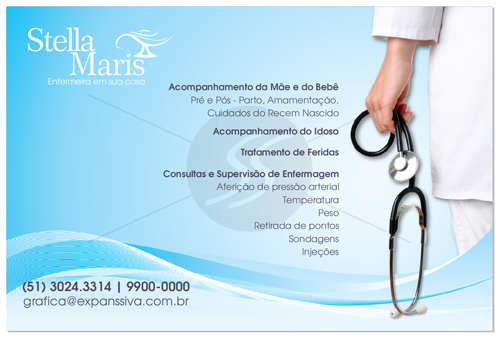 Stella
Maris
Enfermeira em sua casa
Acompanhamento da Mãe e do Bebê
Pré e Pós - Parto, Amamentação,
Cuidados do Recem Nascido
Acompanhamento do Idoso
Tratamento de Feridas
Consultas e Supervisão de Enfermagem
Aferição de pressão arterial
Temperatura
Peso
Retirada de pontos
Sondagens
Injeções
(51) 3024.3314 | 9900-0000
grafica@expanssiva.com.br